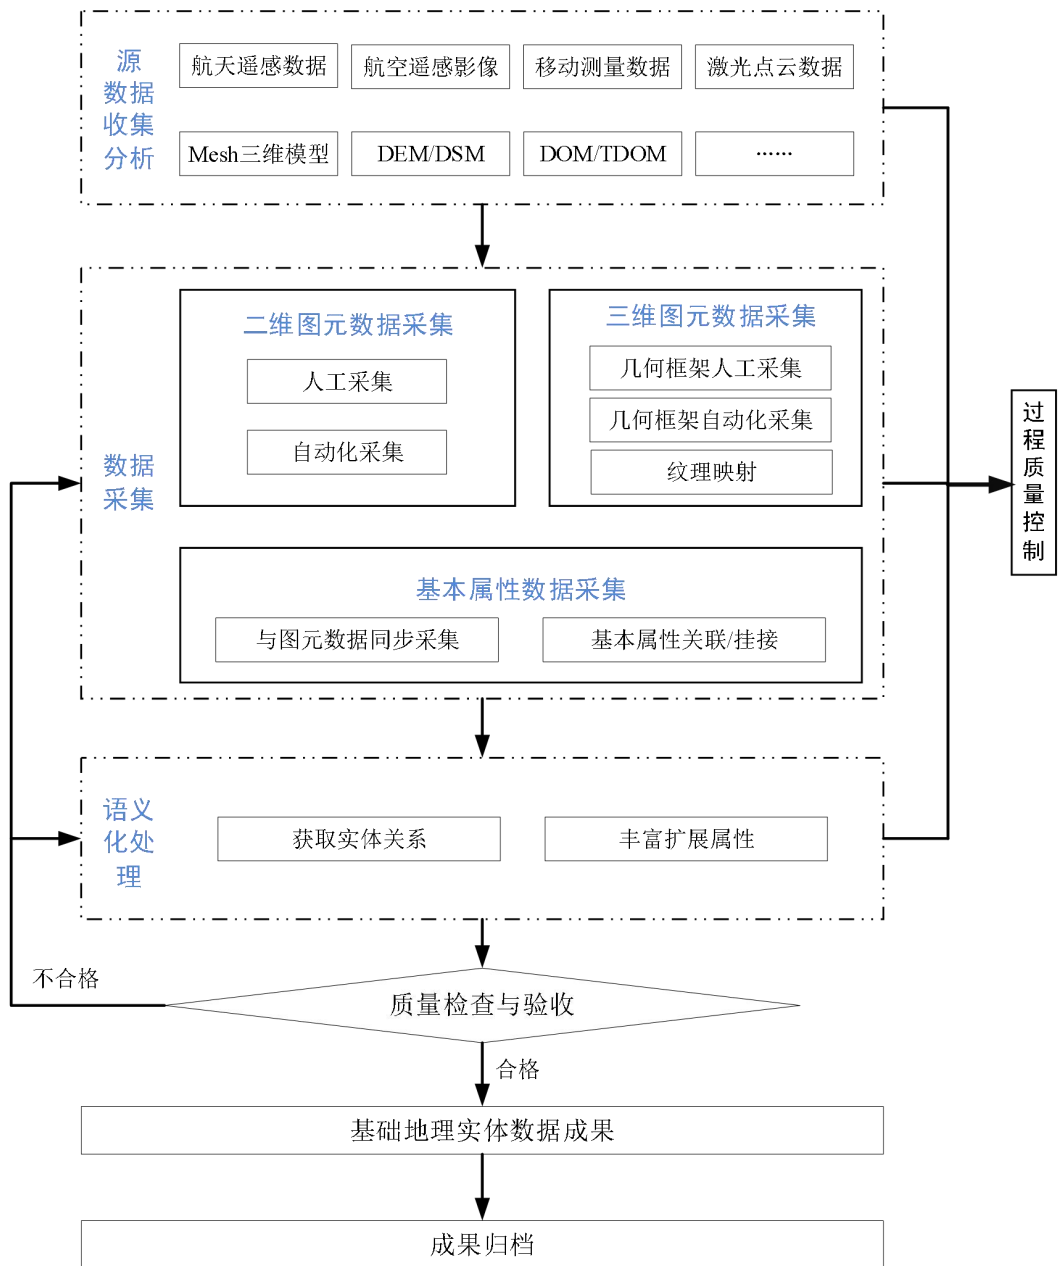 源
数据
收集
分析
航天遥感数据
航空遥感影像
移动测量数据
激光点云数据
Mesh三维模型
DEM/DSM
DOM/TDOM
······
数据
采集
二维图元数据采集
人工采集
自动化采集
三维图元数据采集
几何框架人工采集
几何框架自动化采集
纹理映射
基本属性数据采集
与图元数据同步采集
基本属性关联/挂接
过
程
质
量
控
制
语义
化处
理
获取实体关系
丰富扩展属性
不合格
质量检查与验收
合格
基础地理实体数据成果
成果归档